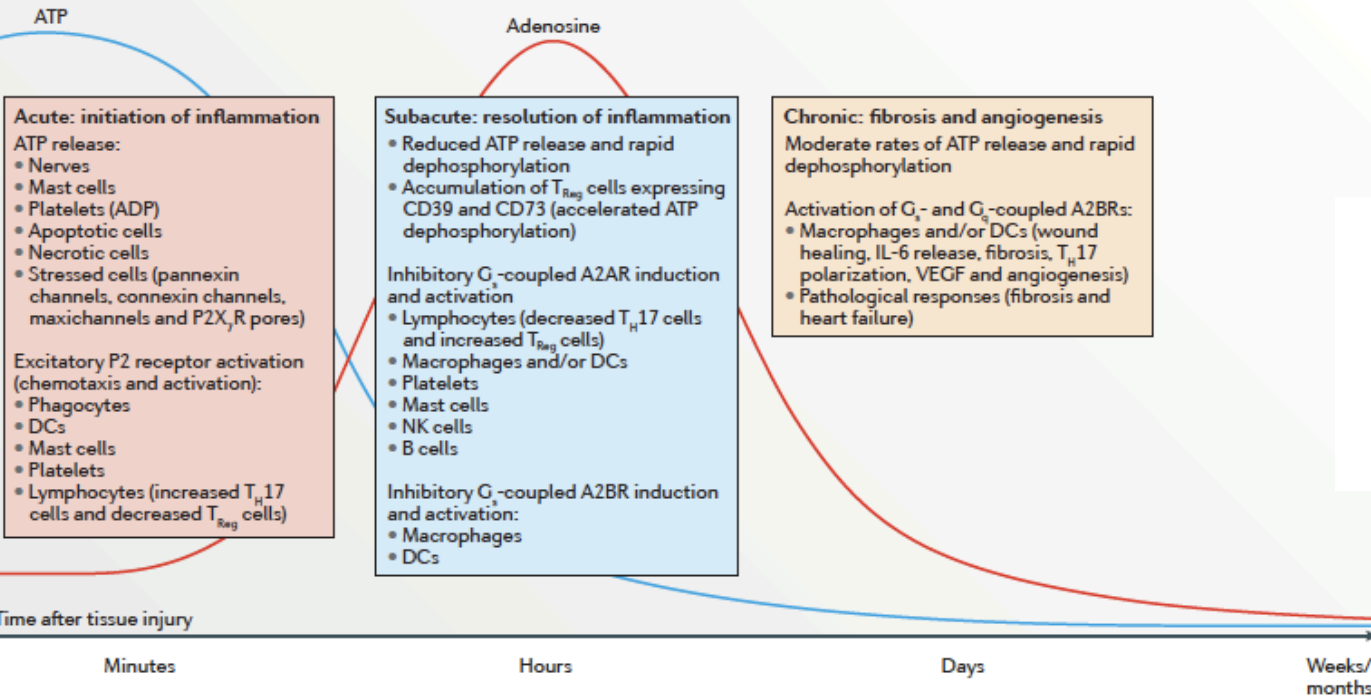 ATP
Adenosine
Acute: initiation of inflammation
ATP release:
• Nerves
• Mast cells
• Platelets (ADP)
• Apoptotic cells
• Necrotic cells
• Stressed cells (pannexin
channels, connexin channels,
maxichannels and P2X7R pores)
Excitatory P2 receptor activation
(chemotaxis and activation):
• Phagocytes
• DCs
• Mast cells
• Platelets
• Lymphocytes (increased TH17
cells and decreased TReg cells)
Subacute: resolution of inflammation
• Reduced ATP release and rapid
dephosphorylation
• Accumulation of TReg cells expressing
CD39 and CD73 (accelerated ATP
dephosphorylation)
Inhibitory Gs-coupled A2AR induction
and activation
• Lymphocytes (decreased TH17 cells
and increased TReg cells)
• Macrophages and/or DCs
• Platelets
• Mast cells
• NK cells
• B cells
Inhibitory Gs-coupled A2BR induction
and activation:
• Macrophages
• DCs
Chronic: fibrosis and angiogenesis
Moderate rates of ATP release and rapid
dephosphorylation
Activation of Gs- and Gq-coupled A2BRs:
• Macrophages and/or DCs (wound
healing, IL-6 release, fibrosis, TH17
polarization, VEGF and angiogenesis)
• Pathological responses (fibrosis and
heart failure)
Time after tissue injury
Minutes
Hours
Days
Weeks/
months